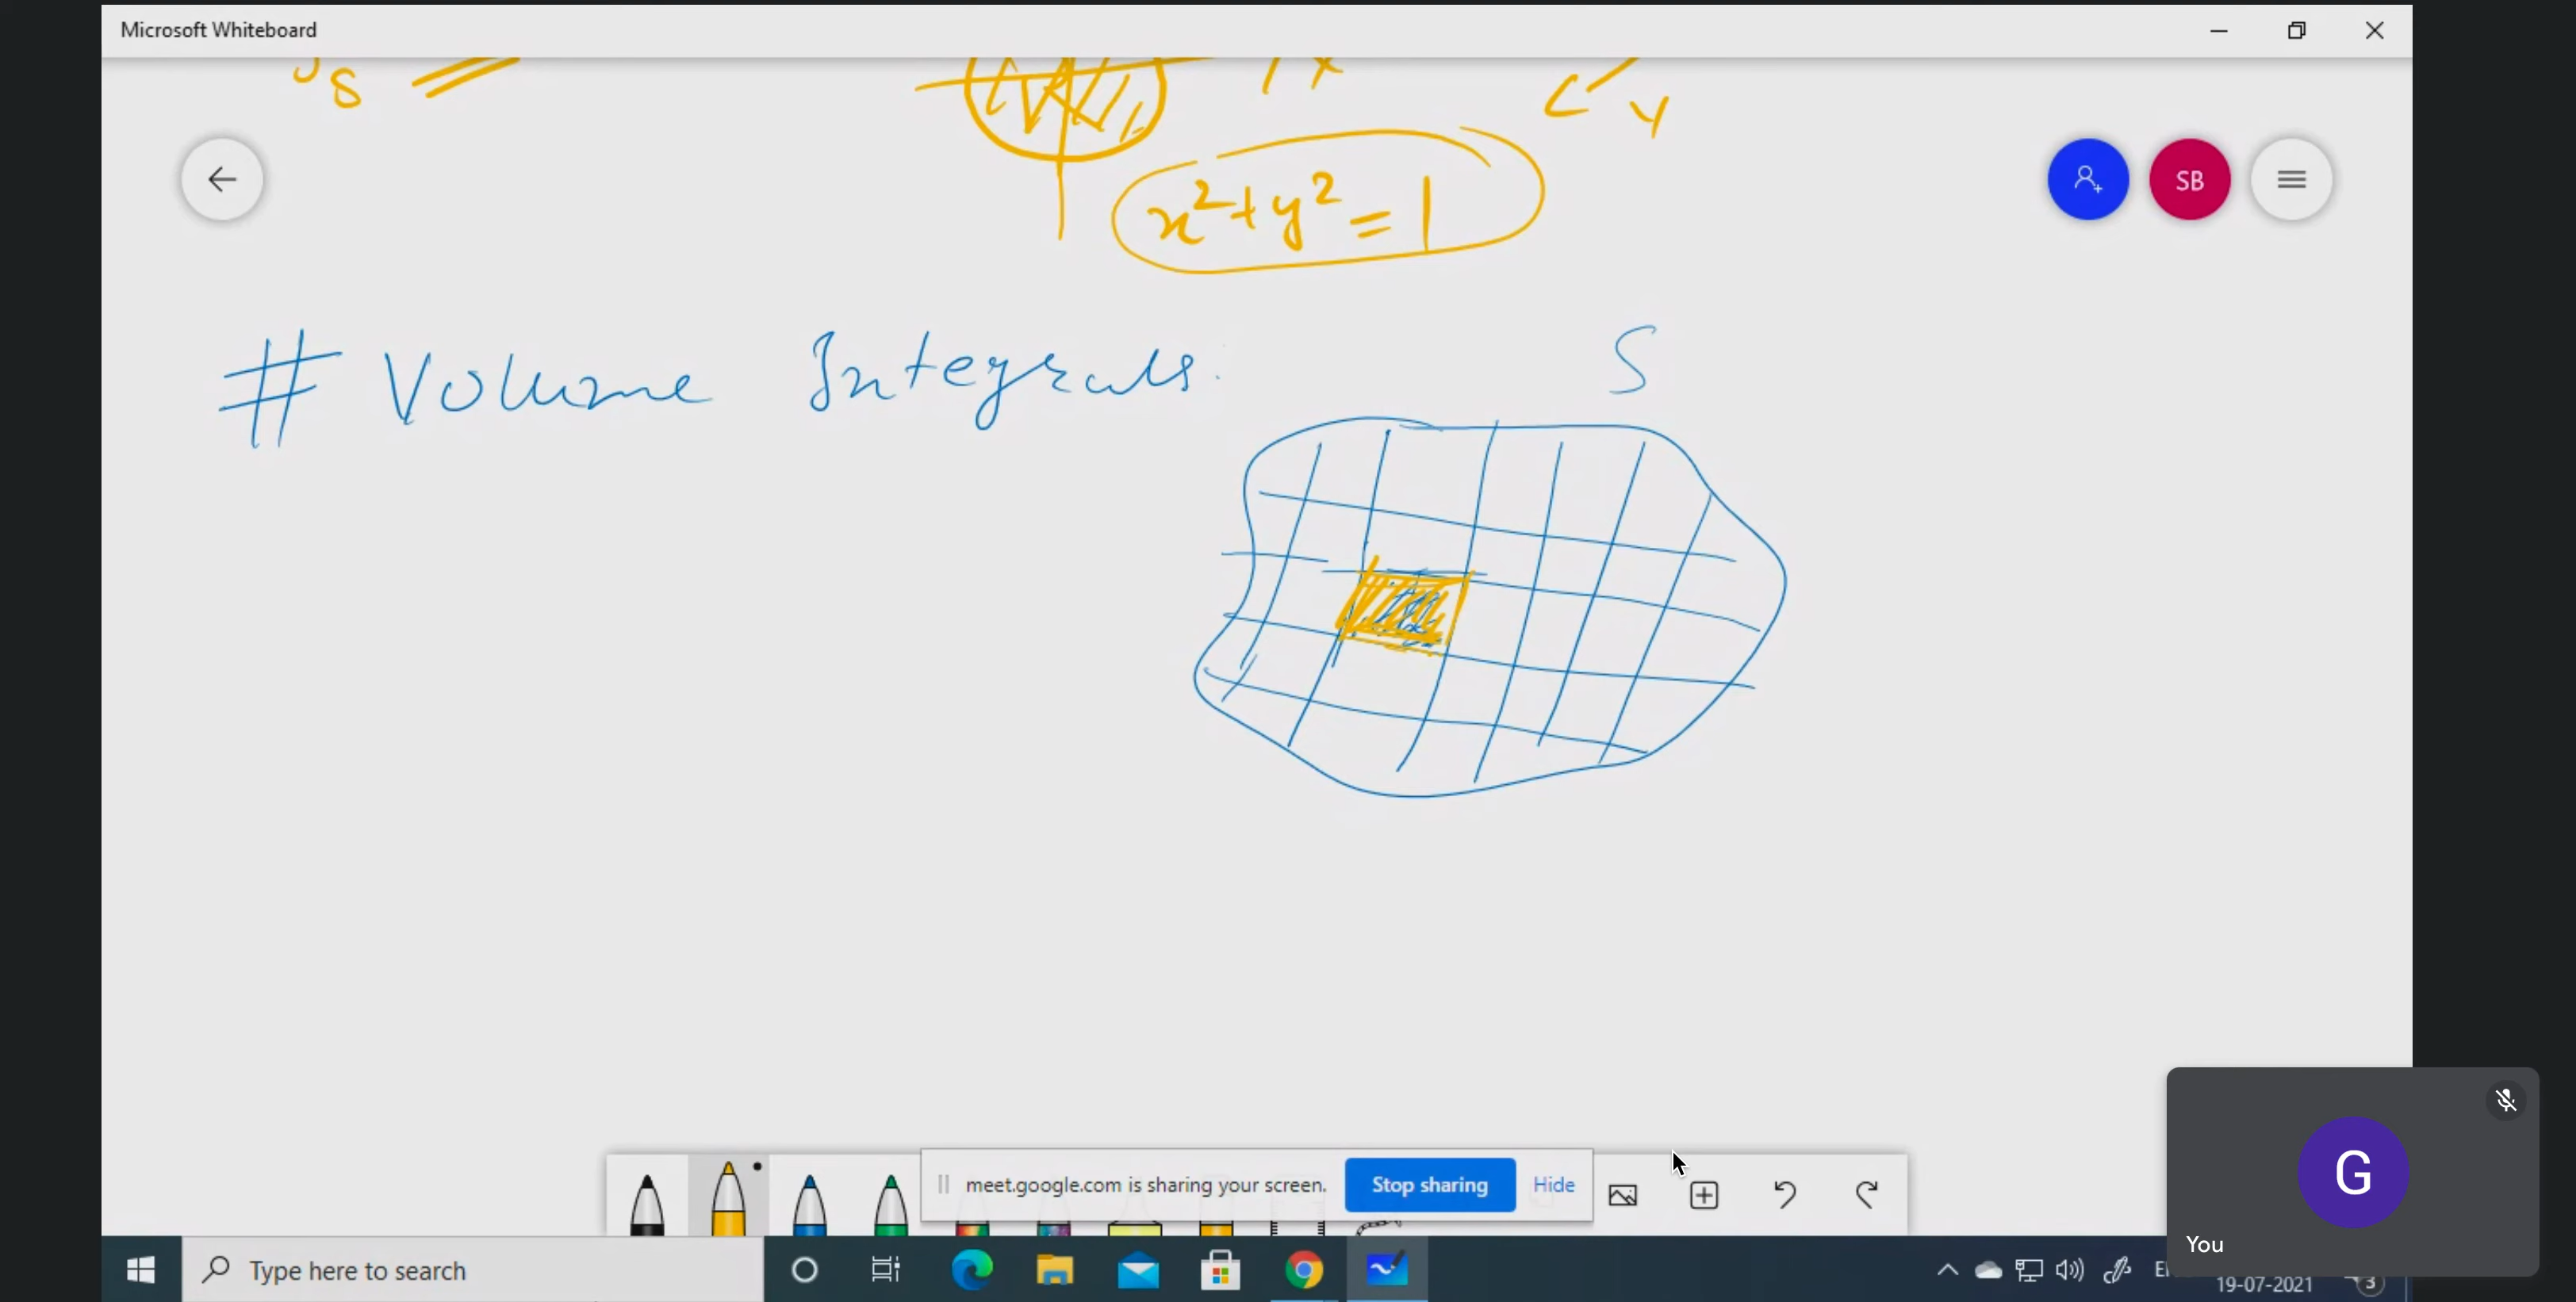 Microsoft Whiteboard
S
x
y
x²+y²=1
SB
# Volume Integrals.
S
meet.google.com is sharing your screen.
Stop sharing
Hide
G
You
Type here to search
19-07-2021
3